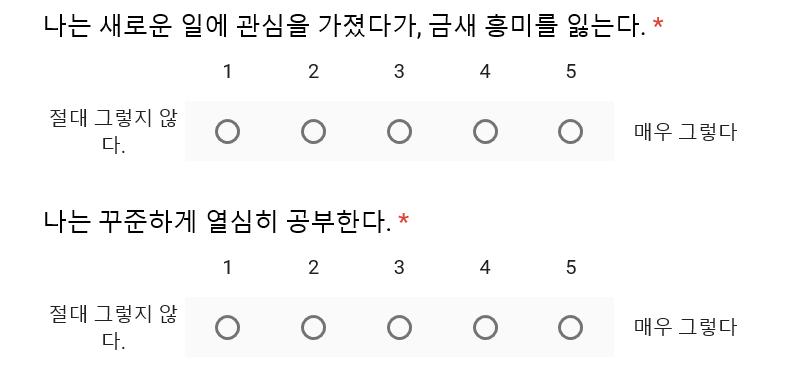 나는 새로운 일에 관심을 가졌다가, 금새 흥미를 잃는다. *
1 2 3 4 5
절대 그렇지 않
다.
매우 그렇다
나는 꾸준하게 열심히 공부한다. *
1 2 3 4 5
절대 그렇지 않
다.
매우 그렇다